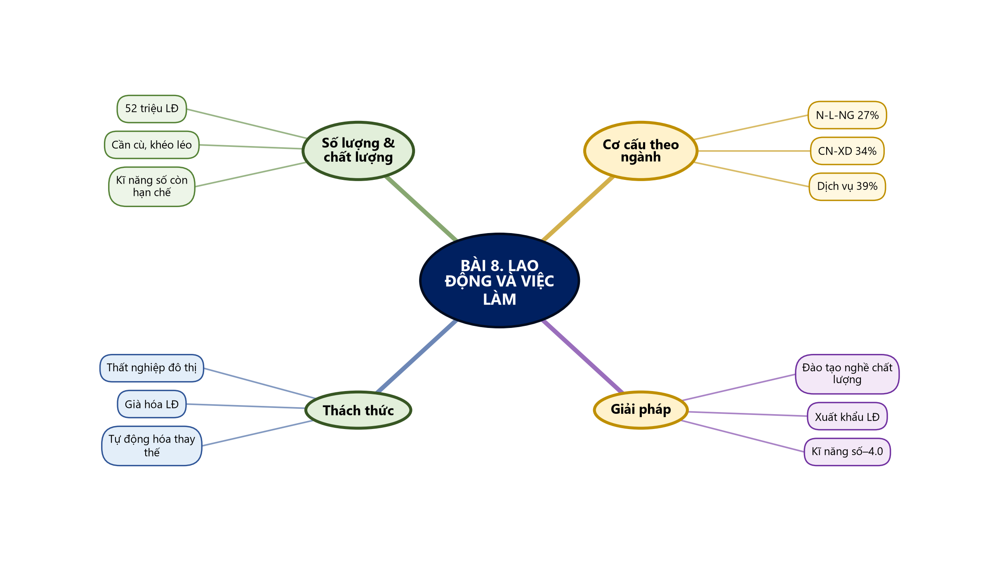 52 triệu LĐ
Cần cù, khéo léo
Kĩ năng số còn
hạn chế
Số lượng &
chất lượng
Cơ cấu theo
ngành
N-L-NG 27%
CN-XD 34%
Dịch vụ 39%
BÀI 8. LAO
ĐỘNG VÀ VIỆC
LÀM
Thất nghiệp đô thị
Già hóa LĐ
Tự động hóa thay
thế
Thách thức
Giải pháp
Đào tạo nghề chất
lượng
Xuất khẩu LĐ
Kĩ năng số–4.0